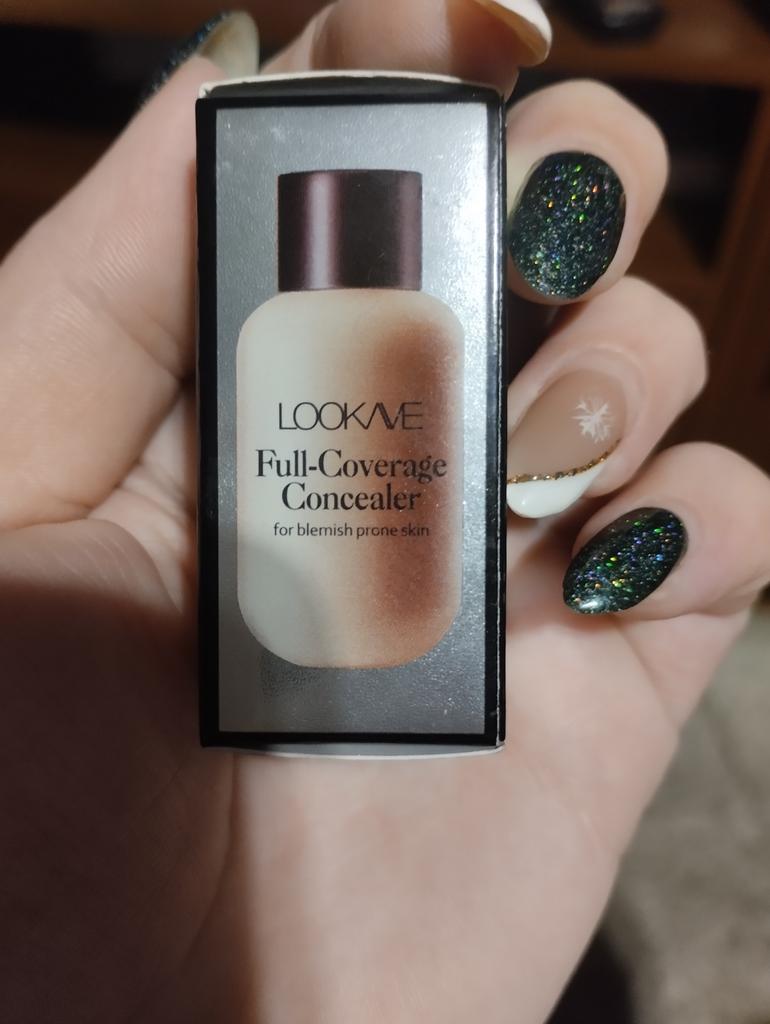 LOOKAVE
Full-Coverage
Concealer
for blemish prone skin